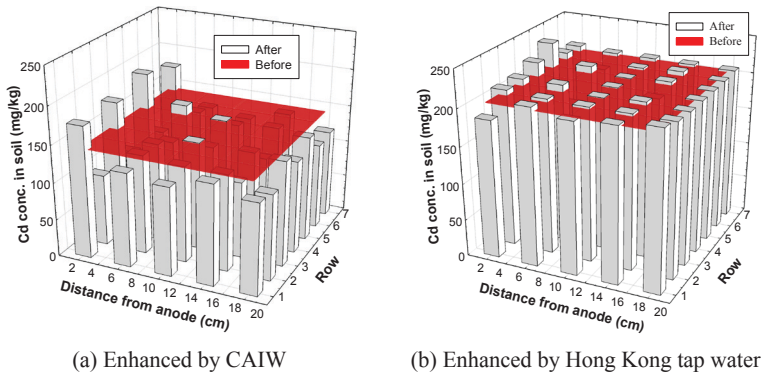 After
Before
Cd conc. in soil (mg/kg)
250
200
150
100
50
0
2 4 6 8 10 12 14 16 18 20
Distance from anode (cm)
1 2 3 4 5 6 7
Row
(a) Enhanced by CAIW
After
Before
Cd conc. in soil (mg/kg)
250
200
150
100
50
0
2 4 6 8 10 12 14 16 18 20
Distance from anode (cm)
1 2 3 4 5 6 7
Row
(b) Enhanced by Hong Kong tap water